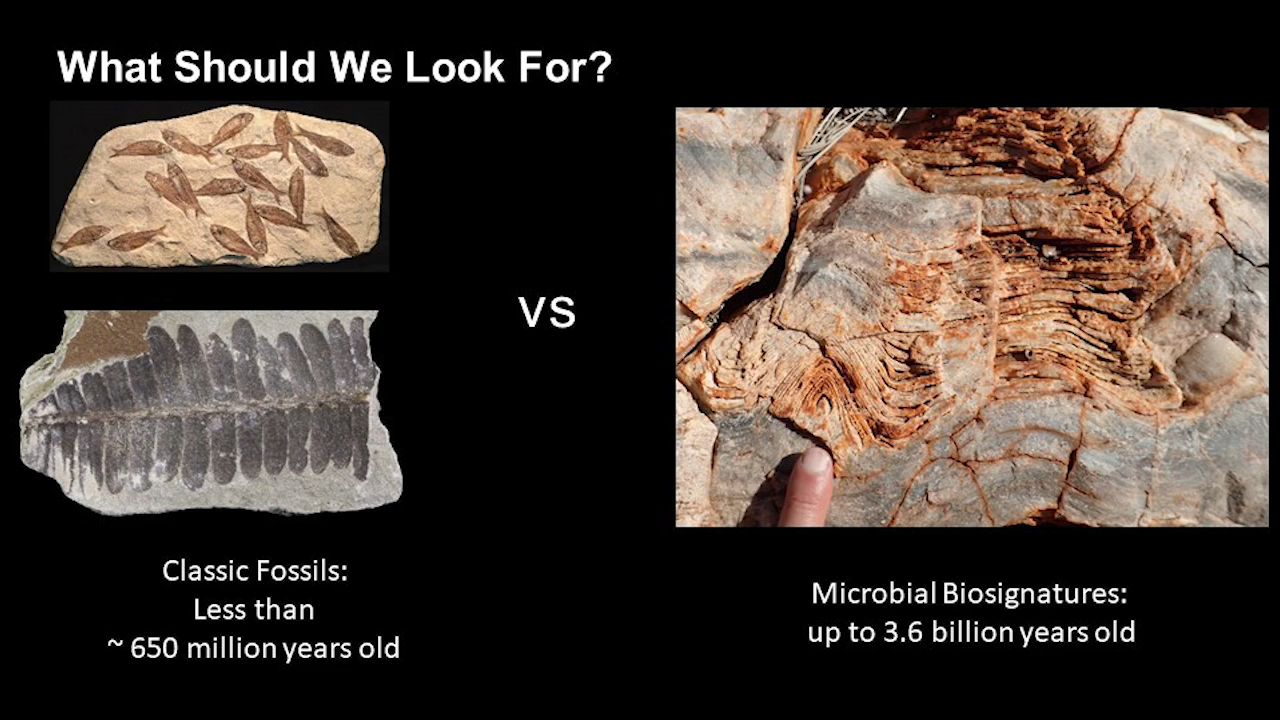 What Should We Look For?
VS
Classic Fossils:
Less than
~ 650 million years old
Microbial Biosignatures:
up to 3.6 billion years old